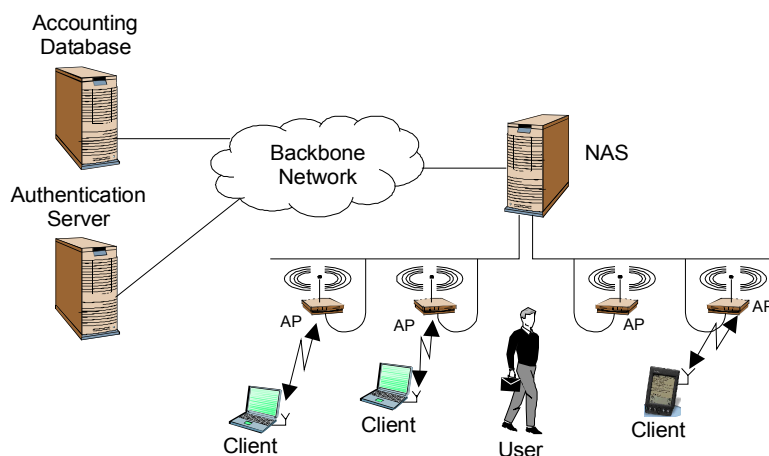 Accounting
Database
Backbone
Network
NAS
Authentication
Server
AP
AP
AP
AP
Client
Client
User
Client